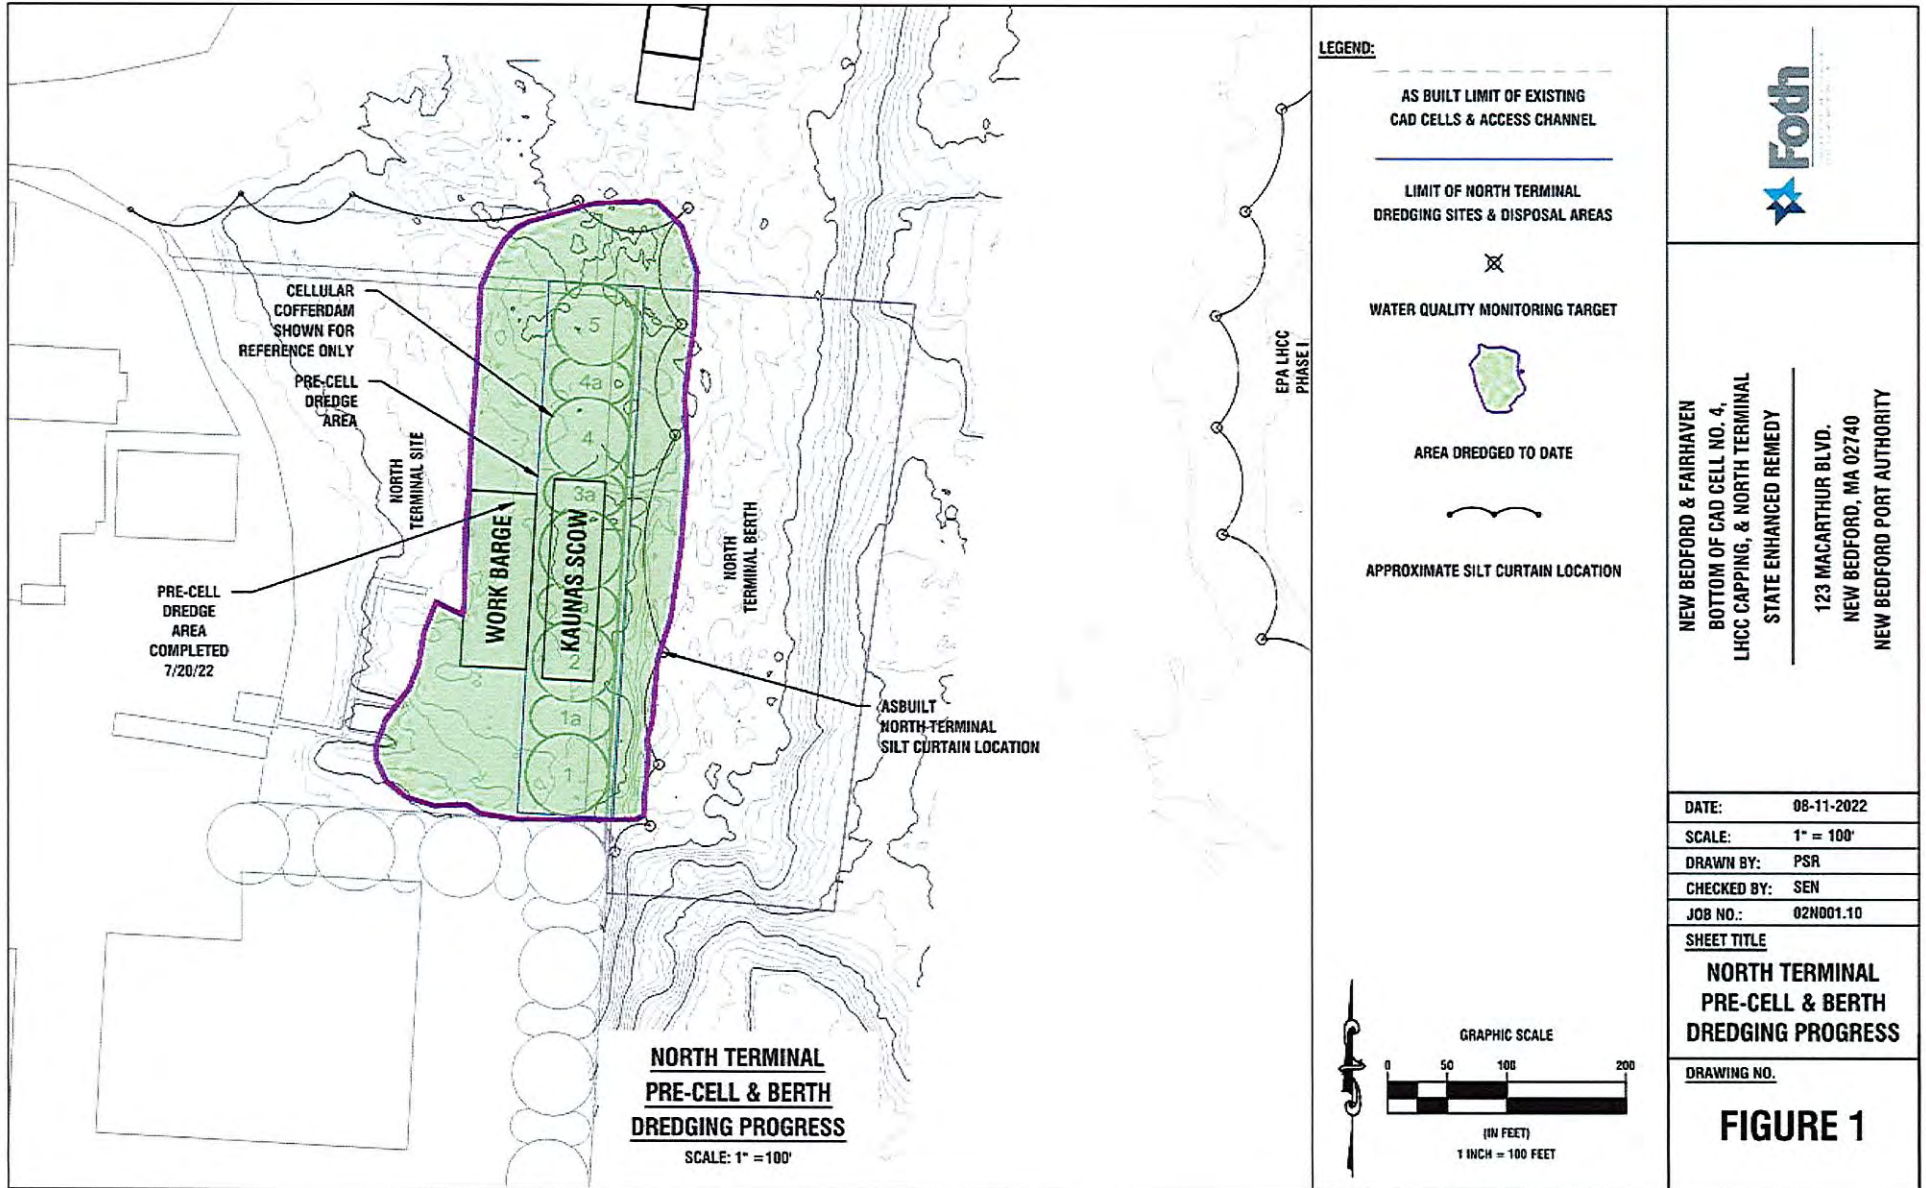 CELLULAR
COFFERDAM
SHOWN FOR
REFERENCE ONLY
PRE-CELL
DREDGE
AREA
NORTH
TERMINAL SITE
PRE-CELL
DREDGE
AREA
COMPLETED
7/20/22
5
4a
4
3a
2
1a
1
WORK BARGE
KAUNAS SCOW
NORTH
TERMINAL BERTH
ASBUILT
NORTH TERMINAL
SILT CURTAIN LOCATION
EPA LHCC
PHASE I
NORTH TERMINAL
PRE-CELL & BERTH
DREDGING PROGRESS
SCALE: 1" =100'
LEGEND:
AS BUILT LIMIT OF EXISTING
CAD CELLS & ACCESS CHANNEL
LIMIT OF NORTH TERMINAL
DREDGING SITES & DISPOSAL AREAS
WATER QUALITY MONITORING TARGET
AREA DREDGED TO DATE
APPROXIMATE SILT CURTAIN LOCATION
GRAPHIC SCALE
0 50 100 200
(IN FEET)
1 INCH = 100 FEET
Foth
NEW BEDFORD & FAIRHAVEN
BOTTOM OF CAD CELL NO. 4,
LHCC CAPPING, & NORTH TERMINAL
STATE ENHANCED REMEDY
123 MACARTHUR BLVD.
NEW BEDFORD, MA 02740
NEW BEDFORD PORT AUTHORITY
DATE: 08-11-2022
SCALE: 1" = 100'
DRAWN BY: PSR
CHECKED BY: SEN
JOB NO.: 02N001.10
SHEET TITLE
NORTH TERMINAL
PRE-CELL & BERTH
DREDGING PROGRESS
DRAWING NO.
FIGURE 1